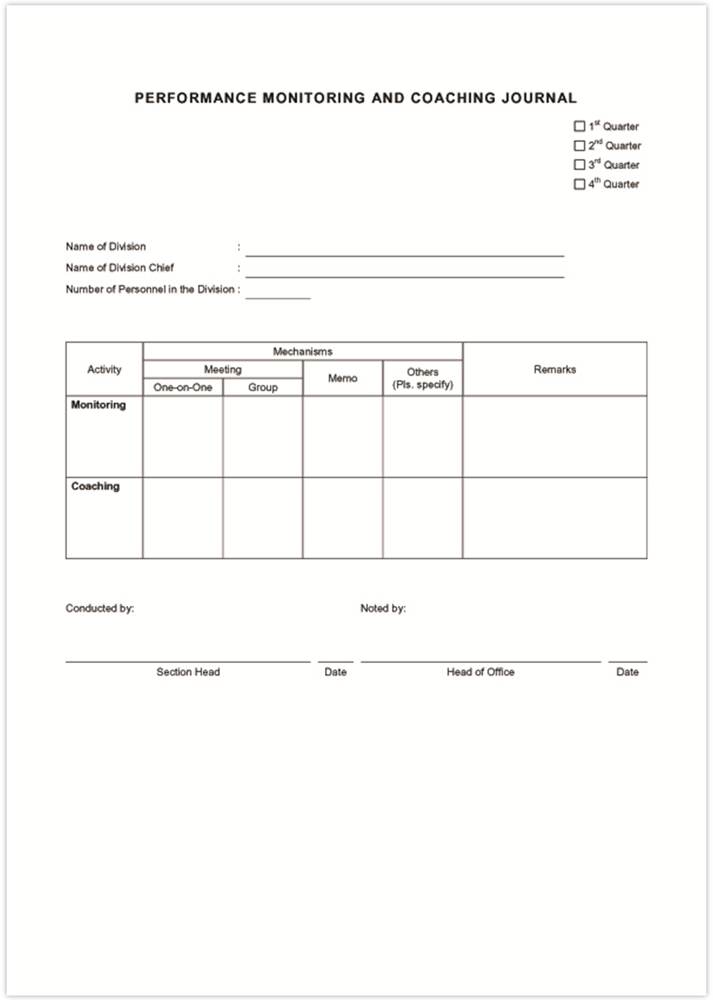 PERFORMANCE MONITORING AND COACHING JOURNAL
1st Quarter
2nd Quarter
3rd Quarter
4th Quarter
Name of Division :
Name of Division Chief :
Number of Personnel in the Division :
Activity
Mechanisms
Meeting
One-on-One
Group
Memo
Others
(Pls. specify)
Remarks
Monitoring
Coaching
Conducted by:
Noted by:
Section Head
Date
Head of Office
Date